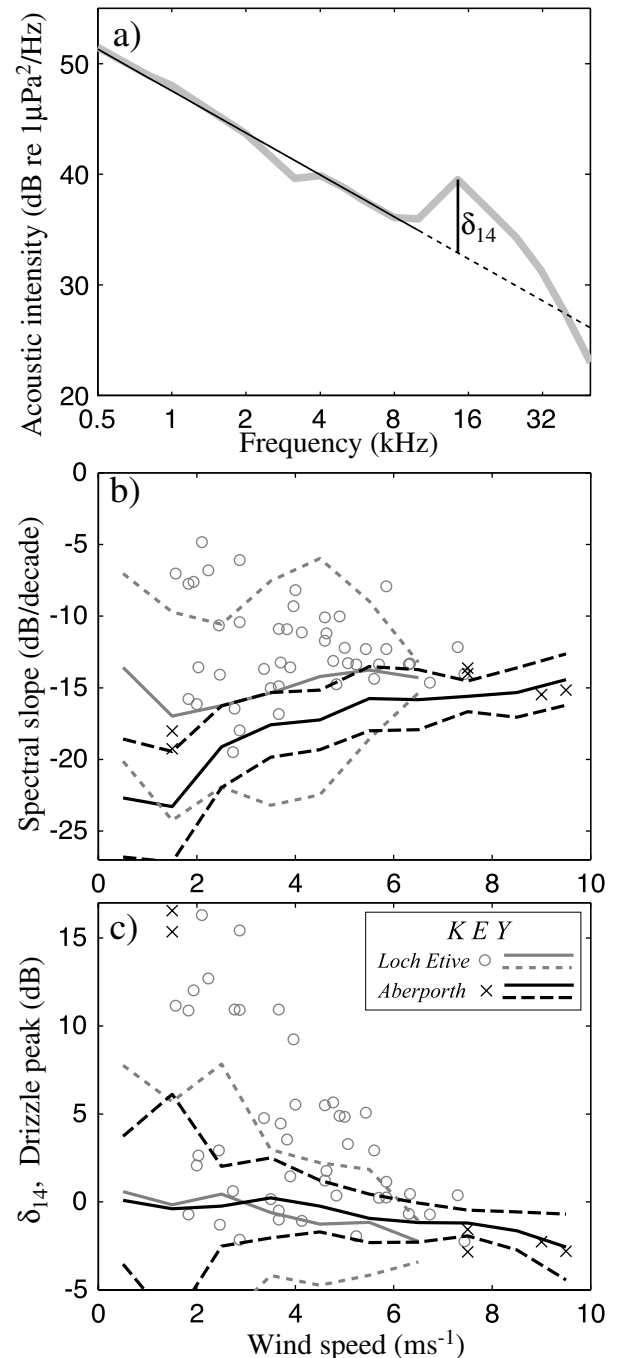 a)
Acoustic intensity (dB re 1μPa²/Hz)
50
40
30
20
δ₁₄
0.5 1 2 4 8 16 32
Frequency (kHz)
b)
Spectral slope (dB/decade)
0
-5
-10
-15
-20
-25
0 2 4 6 8 10
c)
δ₁₄, Drizzle peak (dB)
15
10
5
0
-5
KEY
Loch Etive
Aberporth
0 2 4 6 8 10
Wind speed (ms⁻¹)